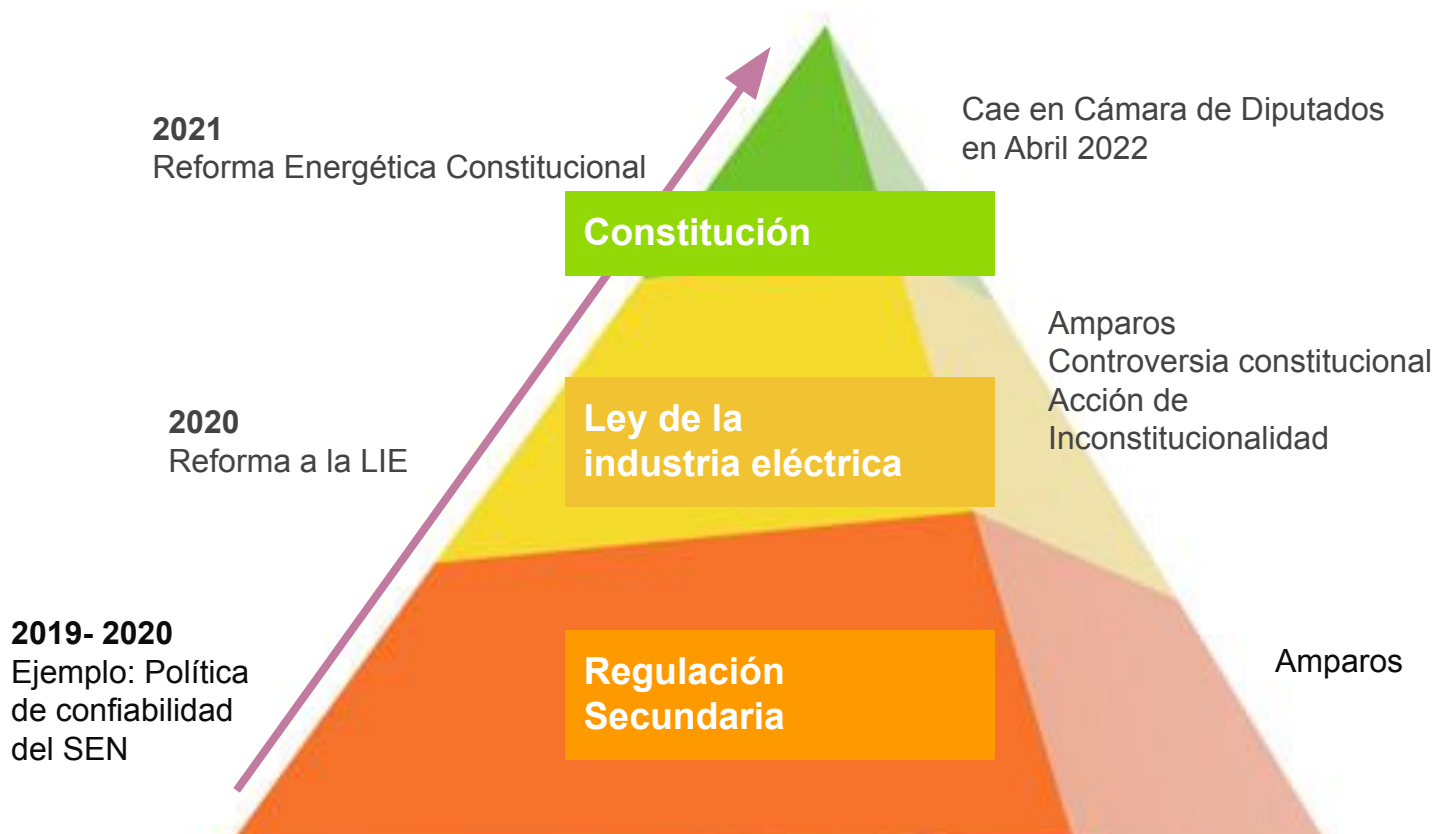 2021
Reforma Energética Constitucional
Cae en Cámara de Diputados
en Abril 2022
Constitución
2020
Reforma a la LIE
Ley de la
industria eléctrica
Amparos
Controversia constitucional
Acción de
Inconstitucionalidad
2019- 2020
Ejemplo: Política
de confiabilidad
del SEN
Regulación
Secundaria
Amparos